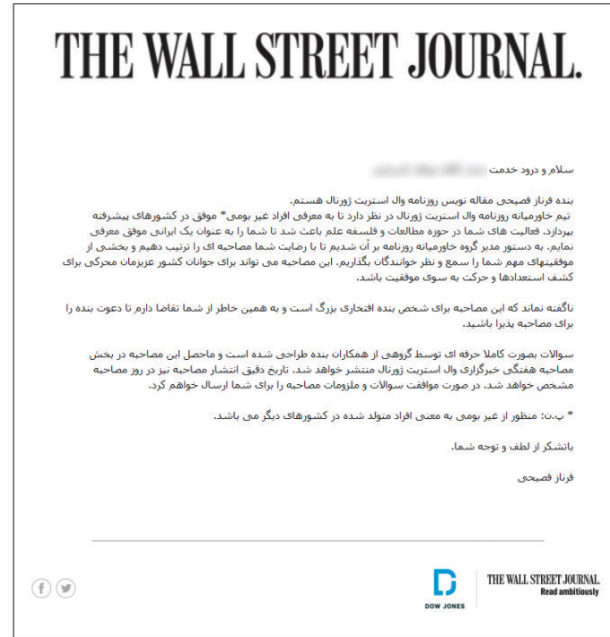 THE WALL STREET JOURNAL.
سلام و درود خدمت
بنده فرناز فصیحی مقاله نویس روزنامه وال استریت ژورنال هستم.
تیم خاورمیانه روزنامه وال استریت ژورنال در نظر دارد تا به معرفی افراد غیر بومی* موفق در کشورهای پیشرفته
بپردازد. فعالیت های شما در حوزه مطالعات و فلسفه علم باعث شد تا شما را به عنوان یک ایرانی موفق معرفی
نمایم. به دستور مدیر گروه خاورمیانه روزنامه بر آن شدیم تا با رضایت شما مصاحبه ای را ترتیب دهیم و بخشی از
موفقیتهای مهم شما را سمع و نظر خوانندگان بگذاریم. این مصاحبه می تواند برای جوانان کشور عزیزمان محرکی برای
کشف استعدادها و حرکت به سوی موفقیت باشد.
ناگفته نماند که این مصاحبه برای شخص بنده افتخاری بزرگ است و به همین خاطر از شما تقاضا دارم تا دعوت بنده را
برای مصاحبه پذیرا باشید.
سوالات بصورت کاملا حرفه ای توسط گروهی از همکاران بنده طراحی شده است و ماحصل این مصاحبه در بخش
مصاحبه هفتگی خبرگزاری وال استریت ژورنال منتشر خواهد شد. تاریخ دقیق انتشار مصاحبه نیز در روز مصاحبه
مشخص خواهد شد. در صورت موافقت سوالات و ملزومات مصاحبه را برای شما ارسال خواهم کرد.
* پ.ن: منظور از غیر بومی به معنی افراد متولد شده در کشورهای دیگر می باشد.
باتشکر از لطف و توجه شما.
فرناز فصیحی
f
DOW JONES
THE WALL STREET JOURNAL.
Read ambitiously